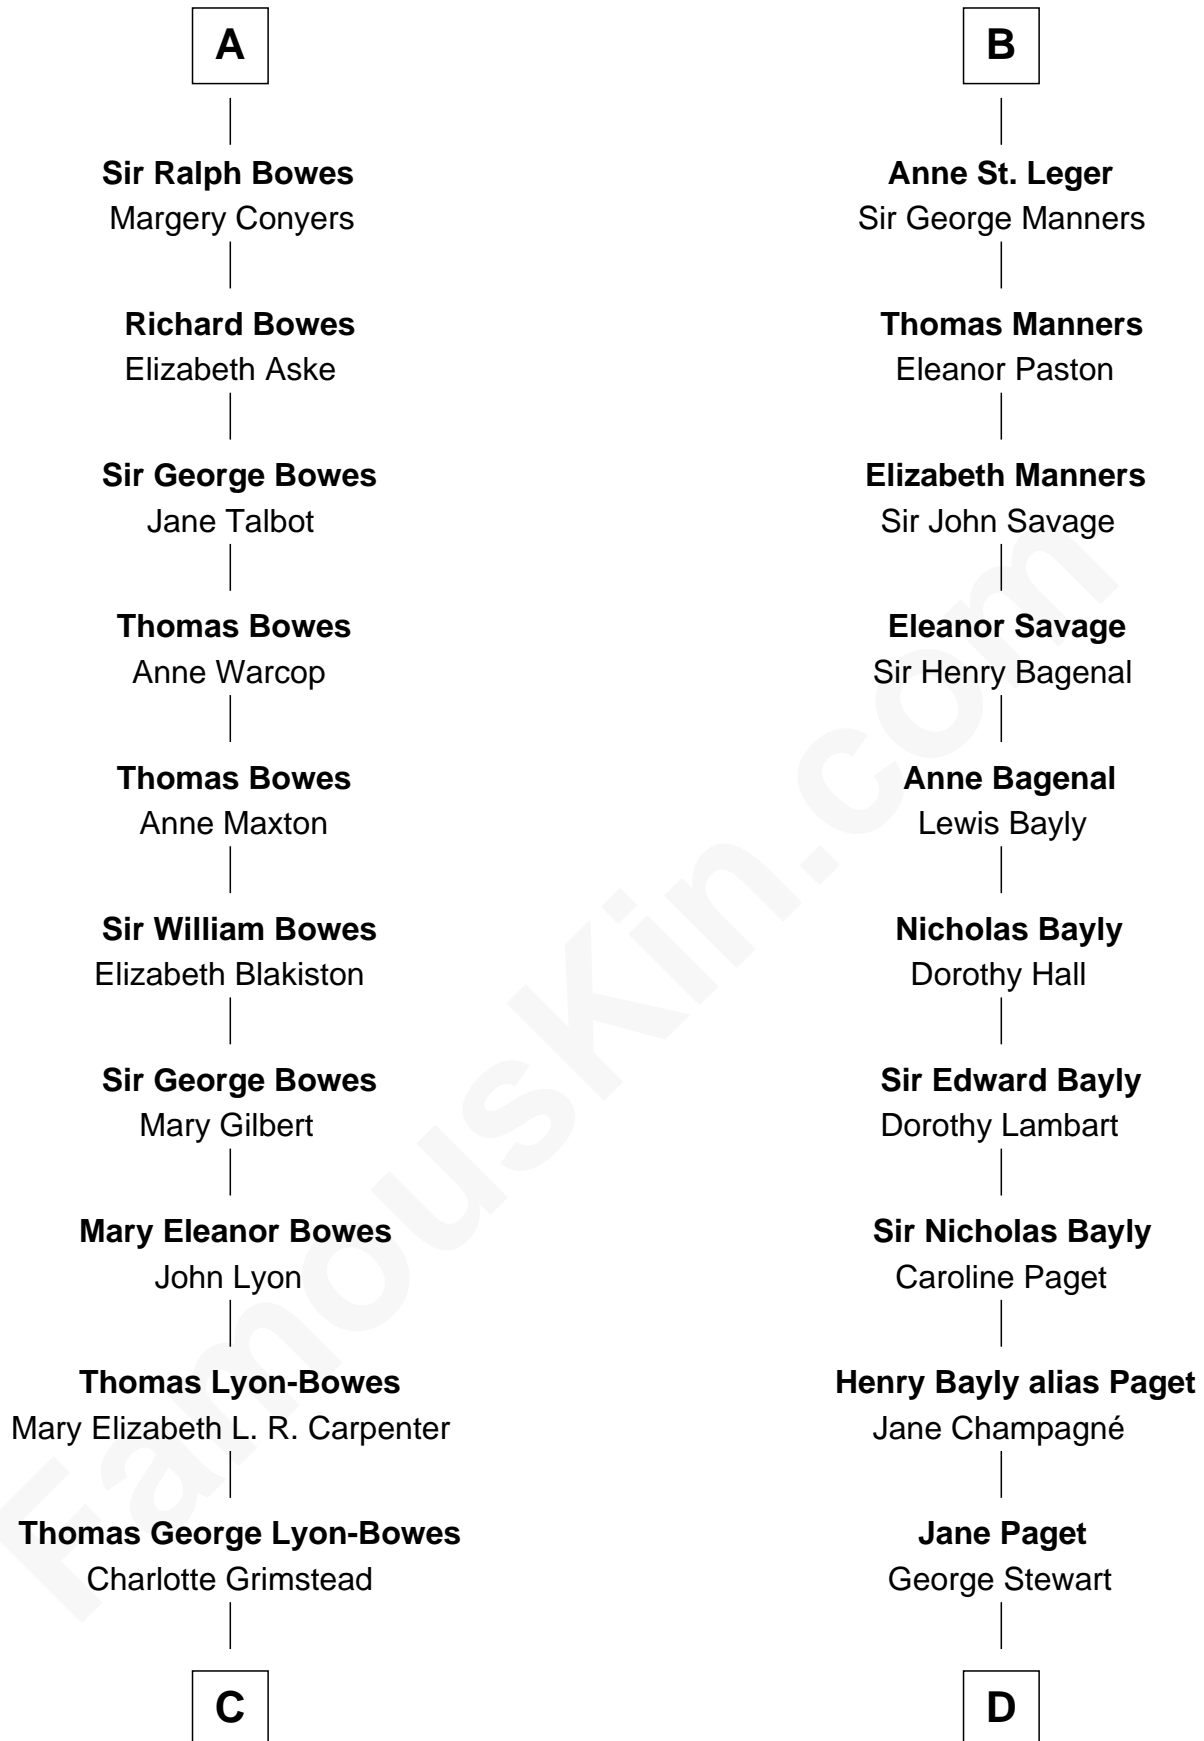 A
Sir Ralph Bowes
Margery Conyers
Richard Bowes
Elizabeth Aske
Sir George Bowes
Jane Talbot
Thomas Bowes
Anne Warcop
Thomas Bowes
Anne Maxton
Sir William Bowes
Elizabeth Blakiston
Sir George Bowes
Mary Gilbert
Mary Eleanor Bowes
John Lyon
Thomas Lyon-Bowes
Mary Elizabeth L. R. Carpenter
Thomas George Lyon-Bowes
Charlotte Grimstead
C
B
Anne St. Leger
Sir George Manners
Thomas Manners
Eleanor Paston
Elizabeth Manners
Sir John Savage
Eleanor Savage
Sir Henry Bagenal
Anne Bagenal
Lewis Bayly
Nicholas Bayly
Dorothy Hall
Sir Edward Bayly
Dorothy Lambart
Sir Nicholas Bayly
Caroline Paget
Henry Bayly alias Paget
Jane Champagné
Jane Paget
George Stewart
D
FamousKin.com